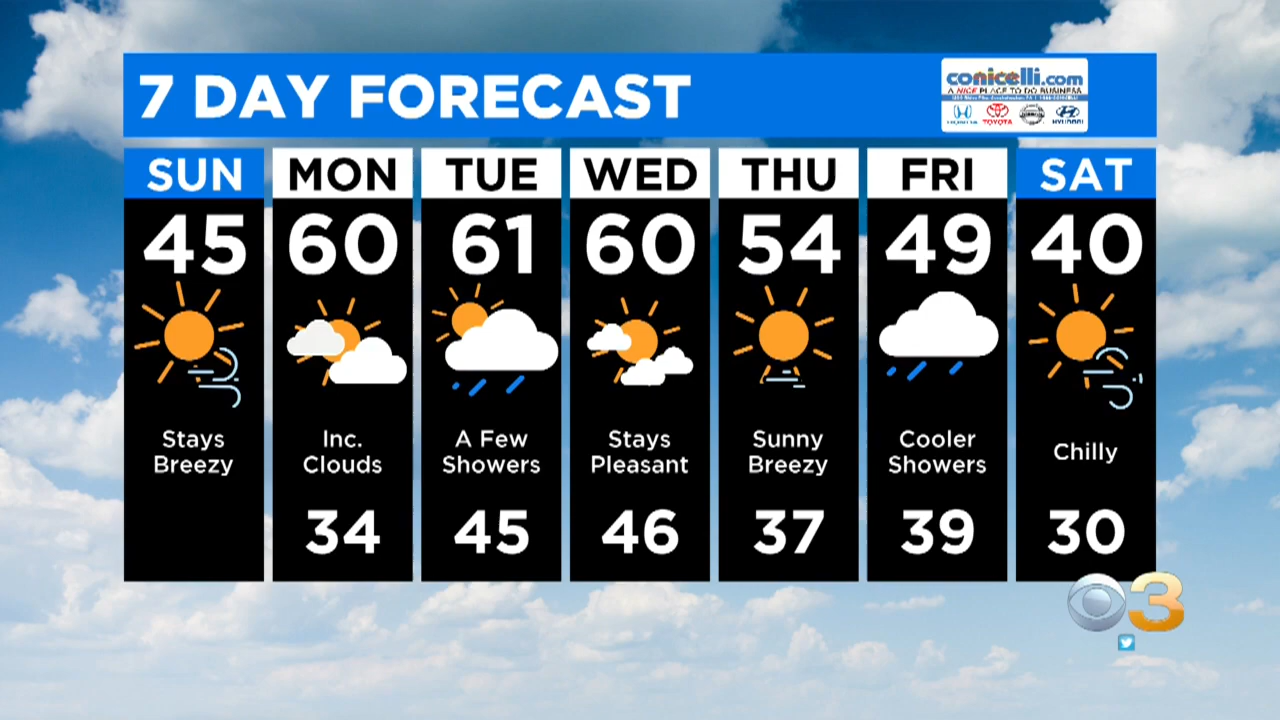 7 DAY FORECAST
conicelli.com
A NICE PLACE TO DO BUSINESS
TOYOTA
HYUNDAI
SUN
MON
TUE
WED
THU
FRI
SAT
45
60
61
60
54
49
40
Stays
Breezy
Inc.
Clouds
A Few
Showers
Stays
Pleasant
Sunny
Breezy
Cooler
Showers
Chilly
34
45
46
37
39
30
3